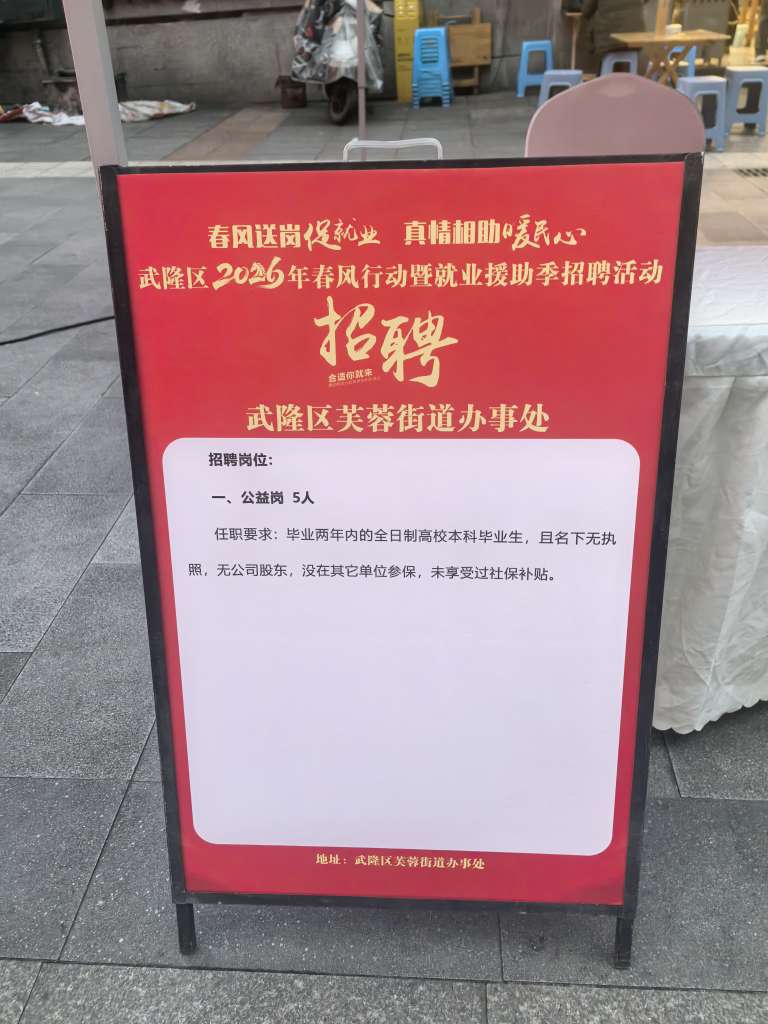 春风送岗促就业 真情相助暖民心
武隆区2026年春风行动暨就业援助季招聘活动
招聘
合适你就来
武隆区芙蓉街道办事处
招聘岗位：
一、公益岗 5人
任职要求：毕业两年内的全日制高校本科毕业生，且名下无执
照，无公司股东，没在其它单位参保，未享受过社保补贴。
地址：武隆区芙蓉街道办事处